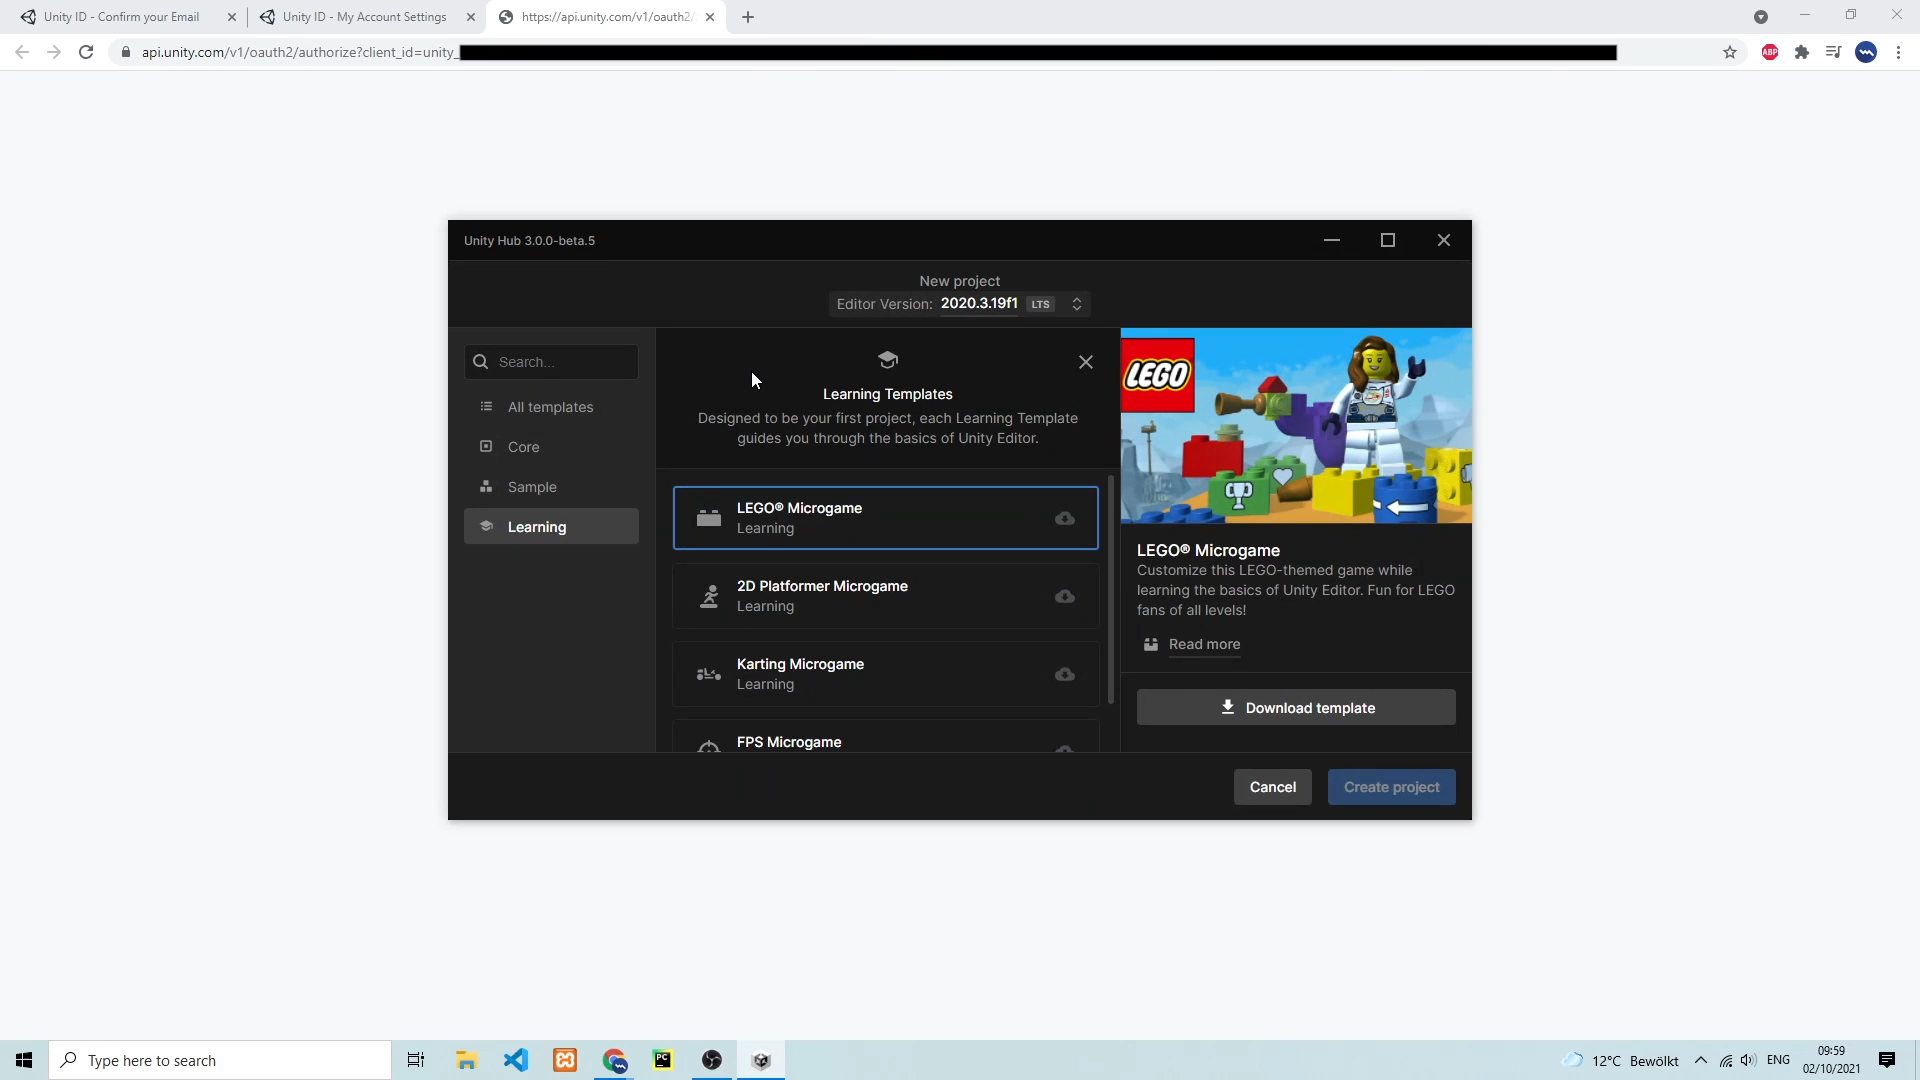 Unity ID - Confirm your Email
Unity ID - My Account Settings
https://api.unity.com/v1/oauth2/
api.unity.com/v1/oauth2/authorize?client_id=unity_
ABP
Unity Hub 3.0.0-beta.5
New project
Editor Version: 2020.3.19f1 LTS
Search...
All templates
Core
Sample
Learning
Learning Templates
Designed to be your first project, each Learning Template
guides you through the basics of Unity Editor.
LEGO® Microgame
Learning
2D Platformer Microgame
Learning
Karting Microgame
Learning
FPS Microgame
LEGO
LEGO® Microgame
Customize this LEGO-themed game while
learning the basics of Unity Editor. Fun for LEGO
fans of all levels!
Read more
Download template
Cancel
Create project
Type here to search
PC
12°C Bewölkt
ENG
09:59
02/10/2021